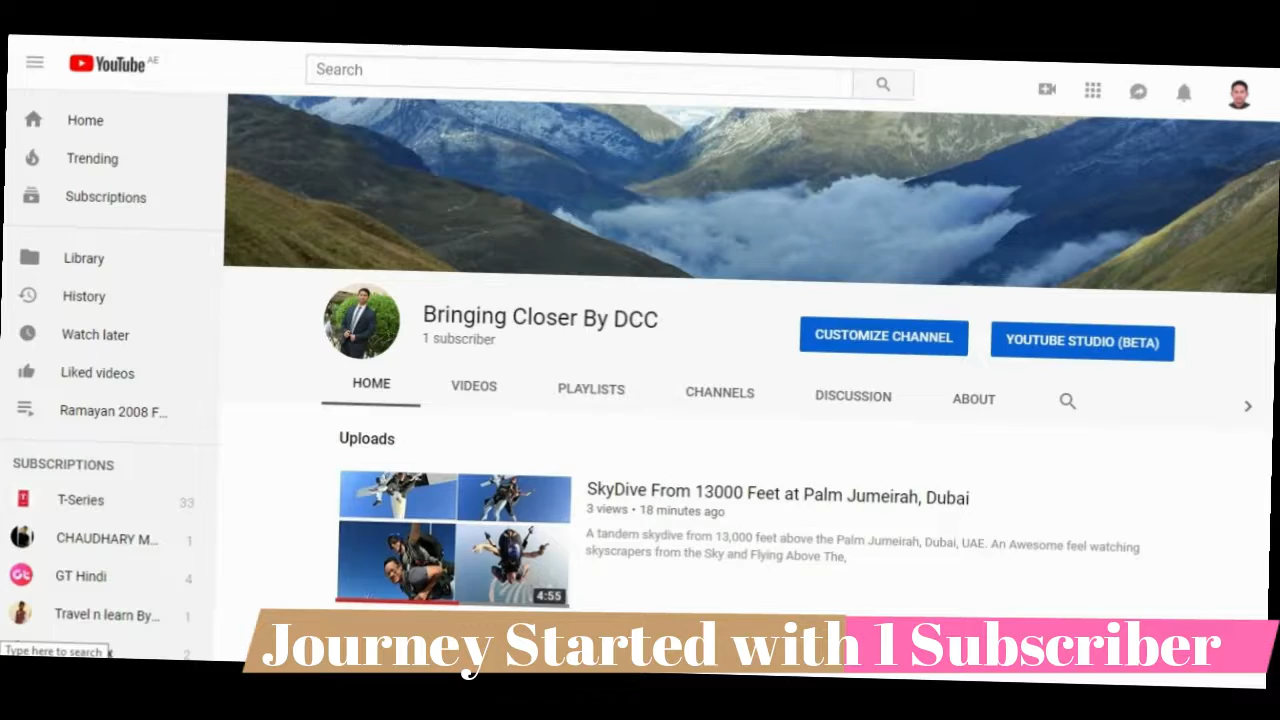 YouTube AE
Search
Home
Trending
Subscriptions
Library
History
Watch later
Liked videos
Ramayan 2008 F...
SUBSCRIPTIONS
T-Series 33
CHAUDHARY M... 1
GT Hindi 4
Travel n learn By... 1
2
Type here to search
Bringing Closer By DCC
1 subscriber
CUSTOMIZE CHANNEL
YOUTUBE STUDIO (BETA)
HOME VIDEOS PLAYLISTS CHANNELS DISCUSSION ABOUT
Uploads
4:55
SkyDive From 13000 Feet at Palm Jumeirah, Dubai
3 views • 18 minutes ago
A tandem skydive from 13,000 feet above the Palm Jumeirah, Dubai, UAE. An Awesome feel watching
skyscrapers from the Sky and Flying Above The,
Journey Started with 1 Subscriber